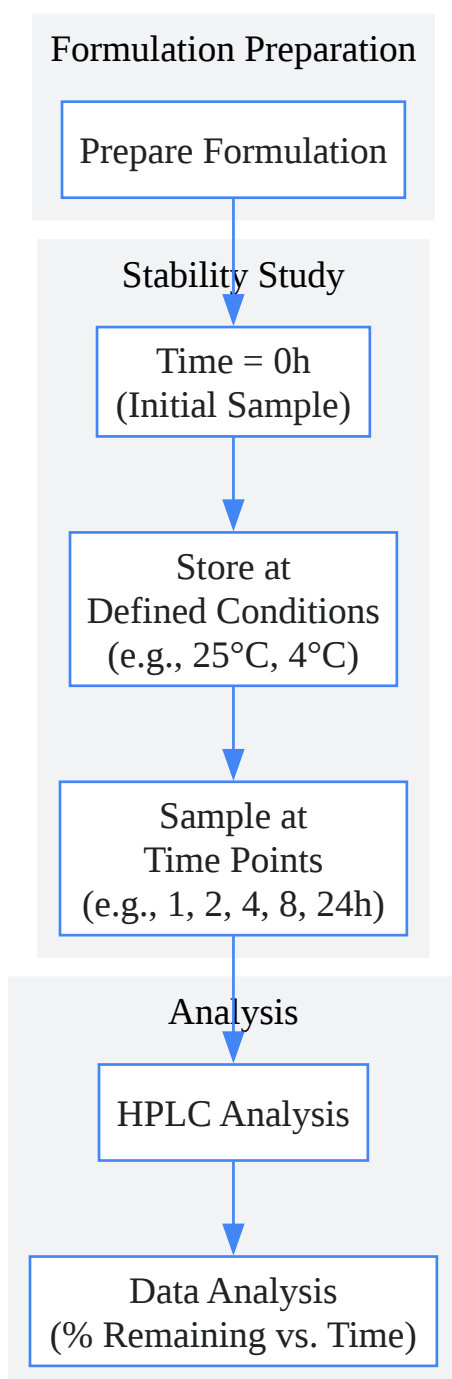 Formulation Preparation
Prepare Formulation
Stability Study
Time = 0h
(Initial Sample)
Store at
Defined Conditions
(e.g., 25°C, 4°C)
Sample at
Time Points
(e.g., 1, 2, 4, 8, 24h)
Analysis
HPLC Analysis
Data Analysis
(% Remaining vs. Time)